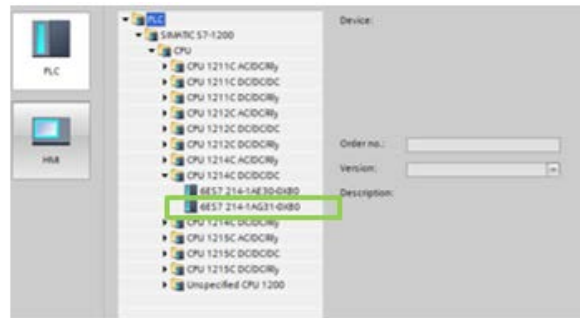 PLC
HMI
PLC
SIMATIC S7-1200
CPU
CPU 1211C AC/DC/Rly
CPU 1211C DC/DC/DC
CPU 1211C DC/DC/Rly
CPU 1212C AC/DC/Rly
CPU 1212C DC/DC/DC
CPU 1212C DC/DC/Rly
CPU 1214C AC/DC/Rly
CPU 1214C DC/DC/DC
6ES7 214-1AE30-0XB0
6ES7 214-1AG31-0XB0
CPU 1214C DC/DC/Rly
CPU 1215C AC/DC/Rly
CPU 1215C DC/DC/DC
CPU 1215C DC/DC/Rly
Unspecified CPU 1200
Device:
Order no.:
Version:
Description: